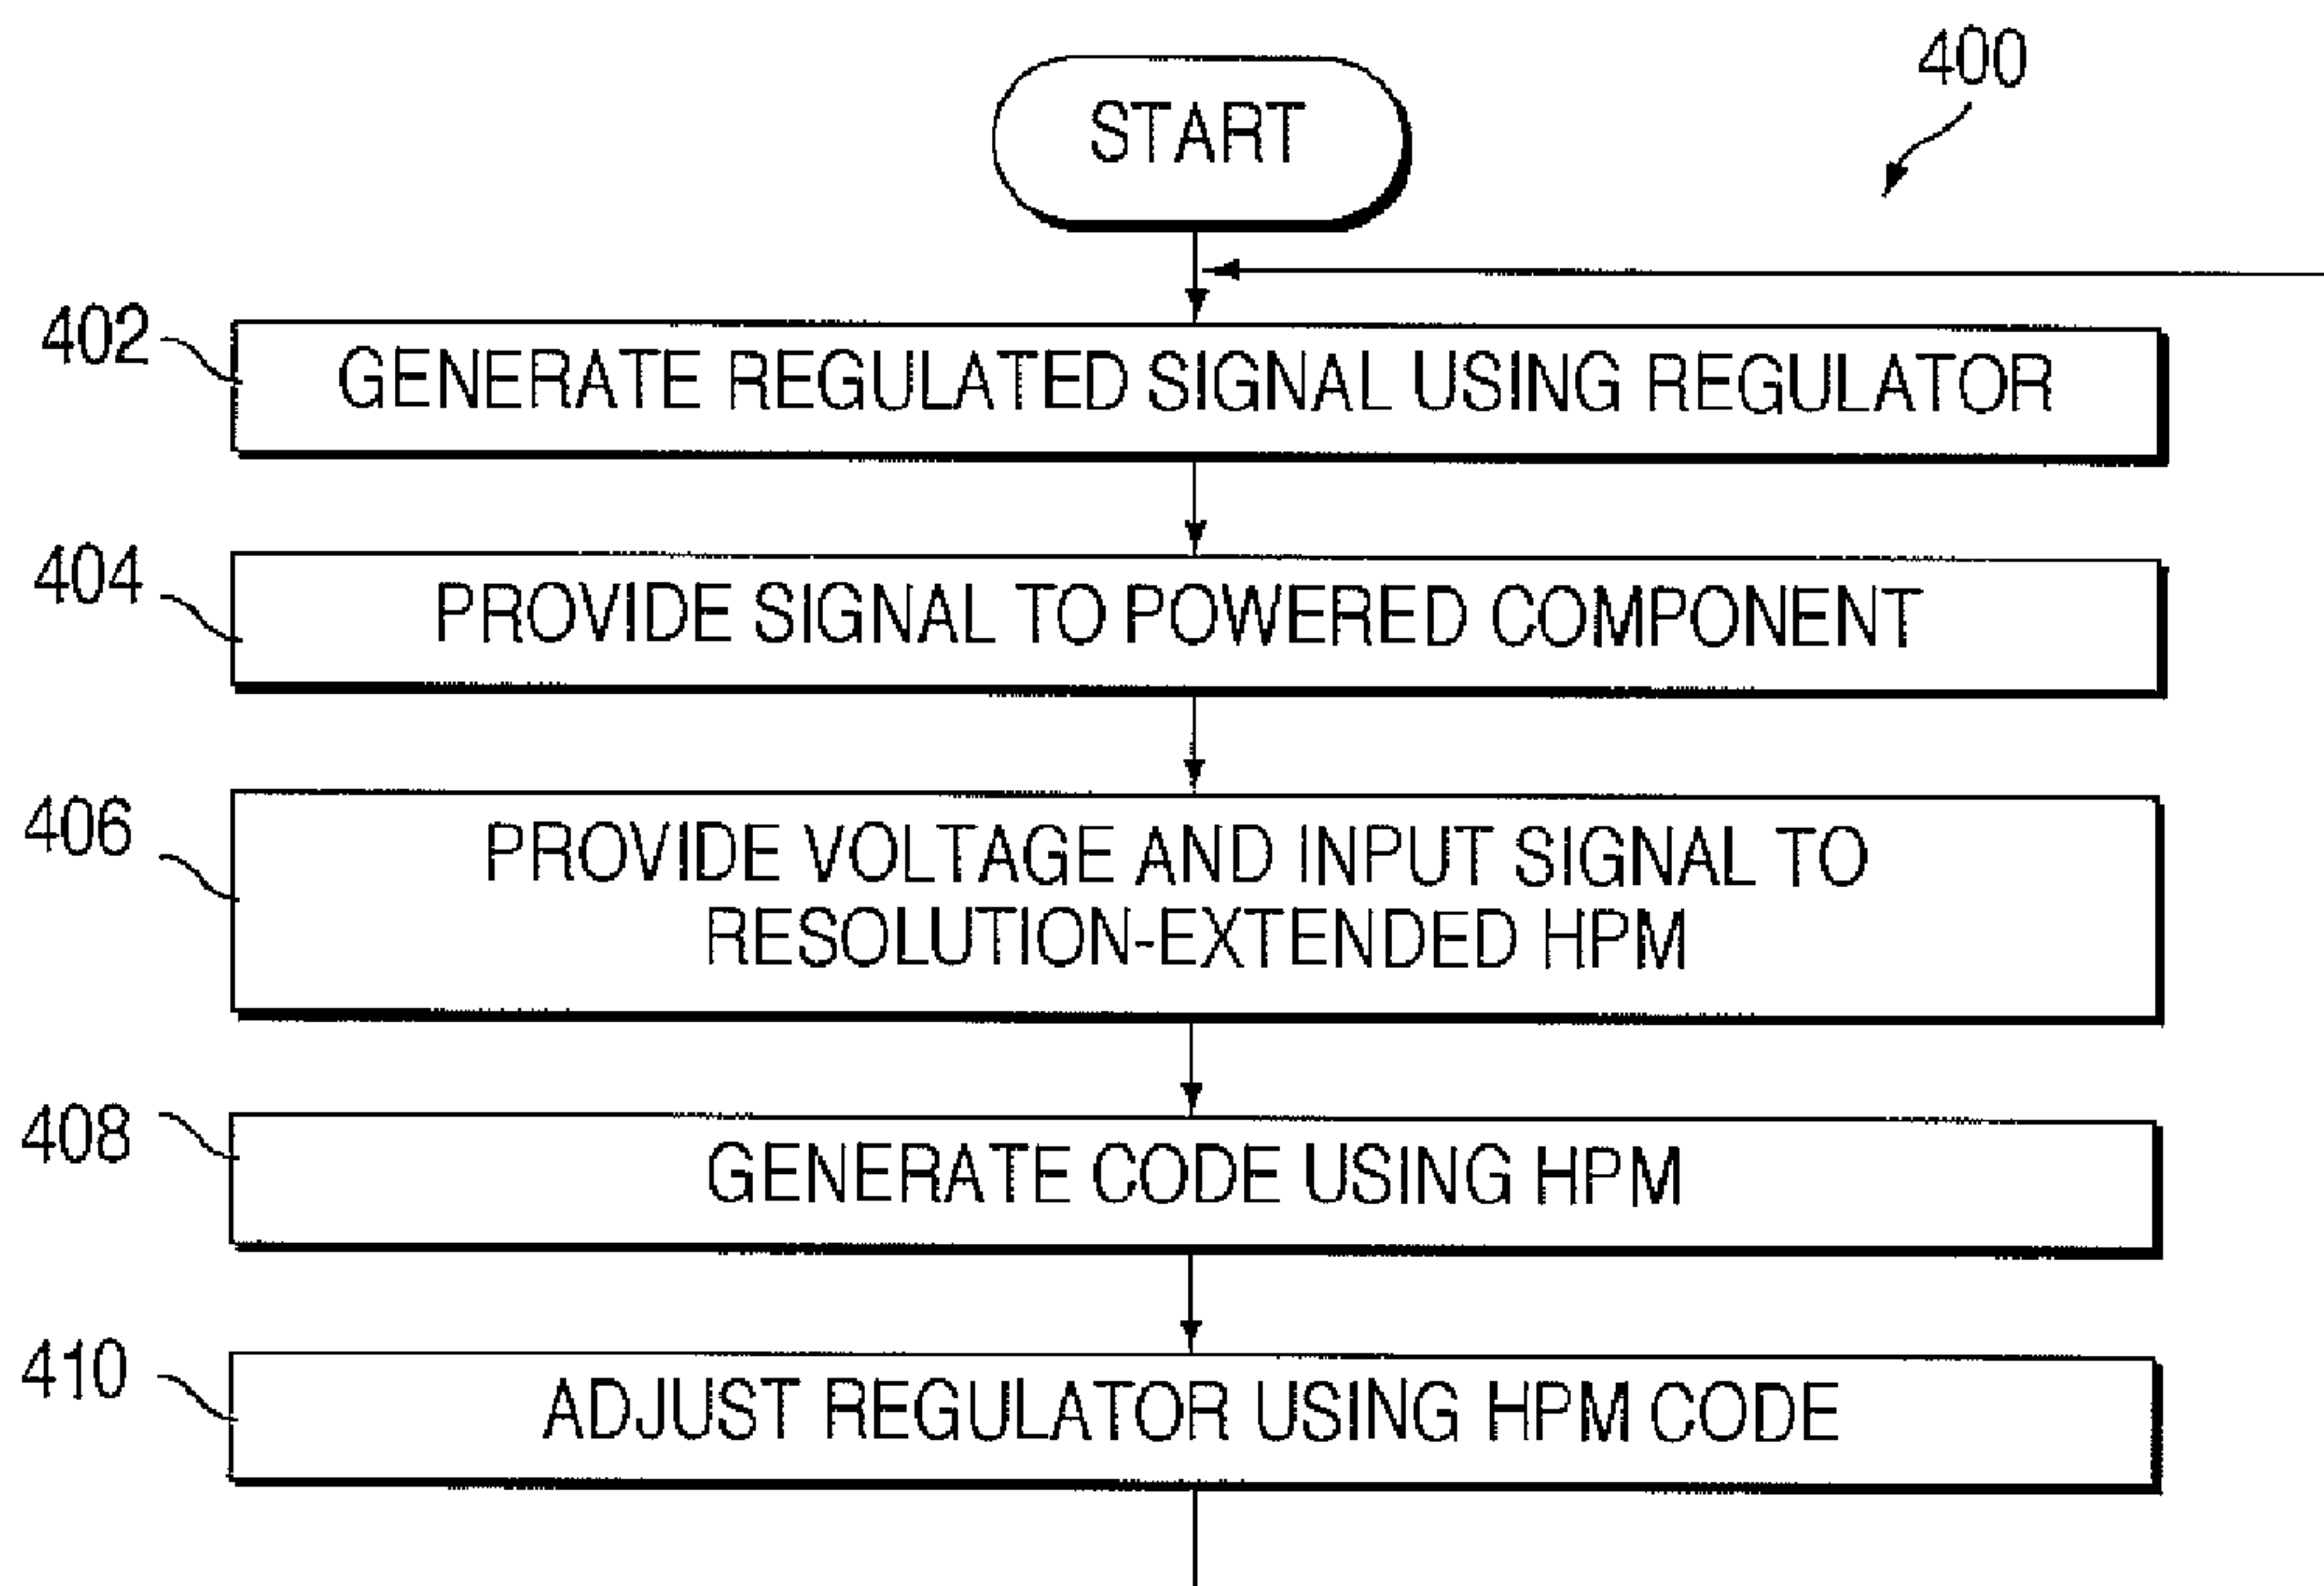 400
START
402
GENERATE REGULATED SIGNAL USING REGULATOR
404
PROVIDE SIGNAL TO POWERED COMPONENT
406
PROVIDE VOLTAGE AND INPUT SIGNAL TO
RESOLUTION-EXTENDED HPM
408
GENERATE CODE USING HPM
410
ADJUST REGULATOR USING HPM CODE